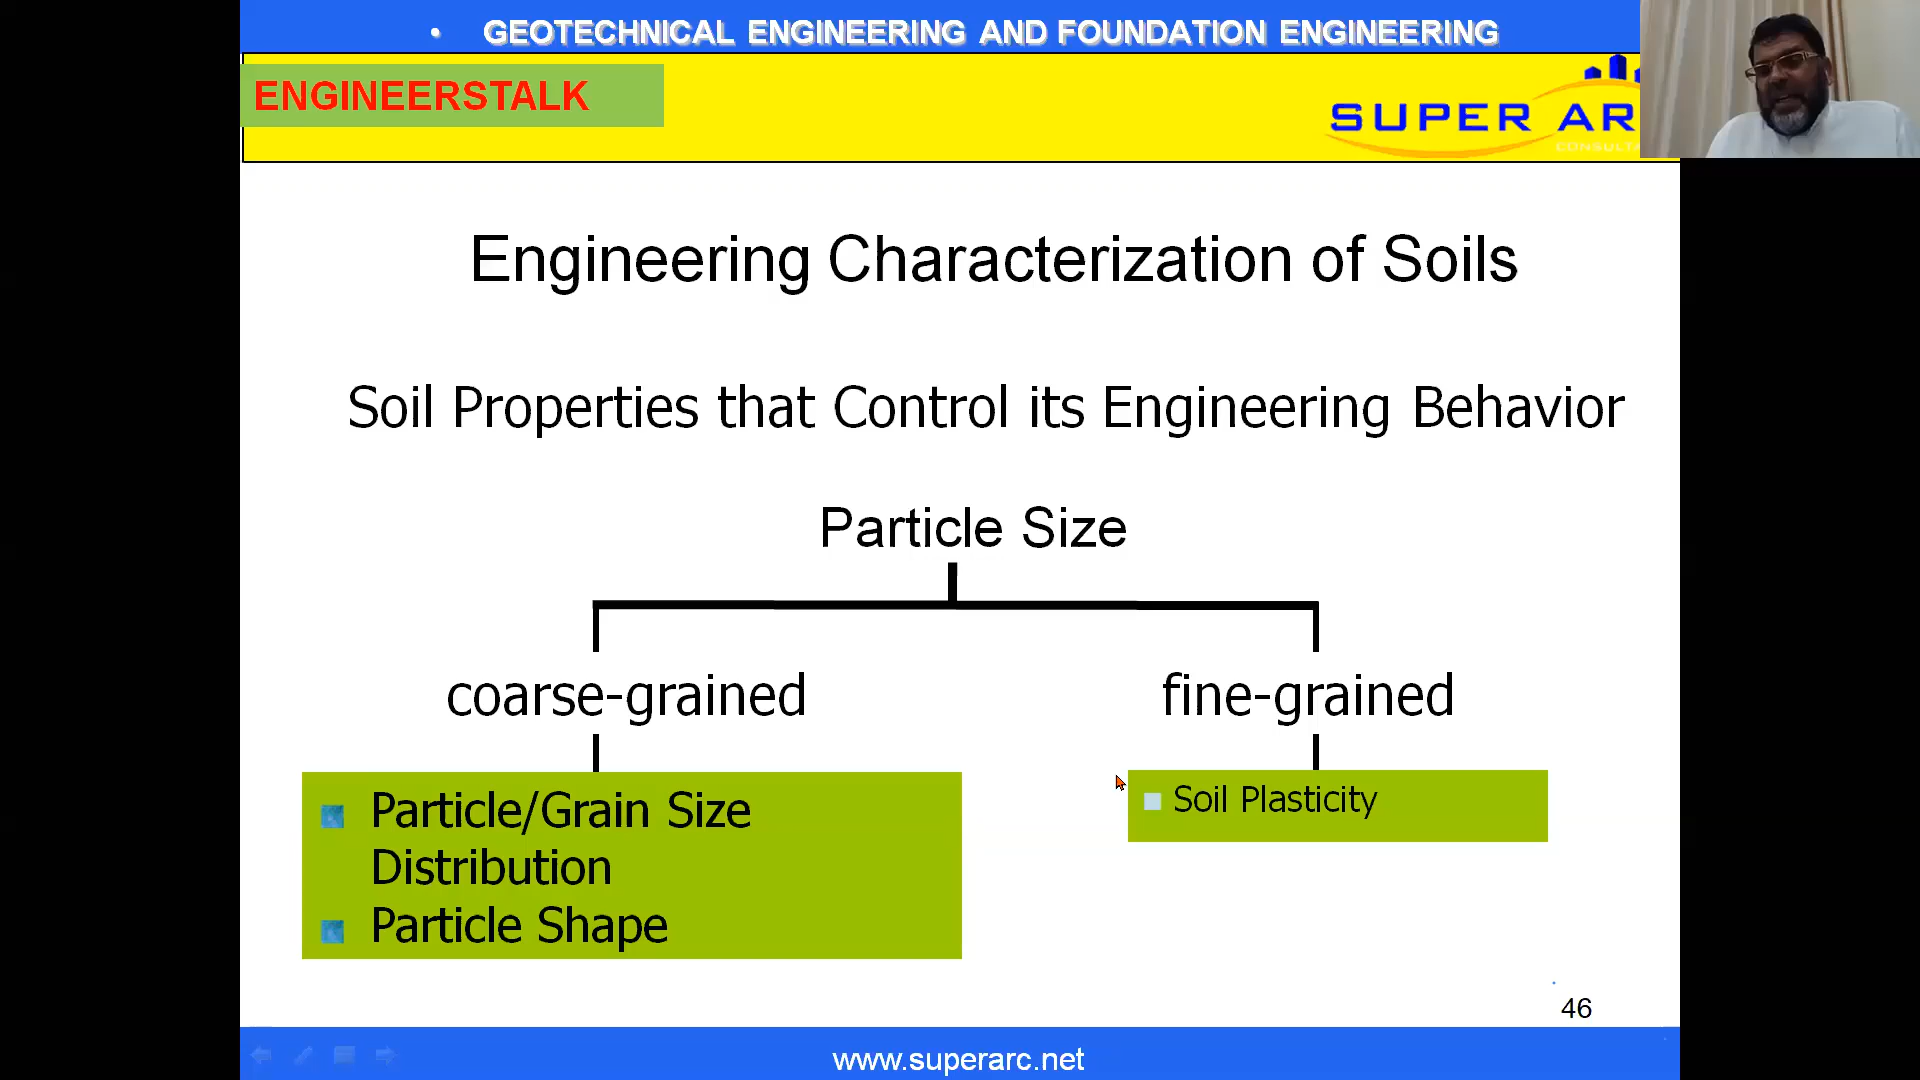 • GEOTECHNICAL ENGINEERING AND FOUNDATION ENGINEERING
ENGINEERSTALK
SUPER ARC
Engineering Characterization of Soils
Soil Properties that Control its Engineering Behavior
Particle Size
coarse-grained
fine-grained
Particle/Grain Size
Distribution
Particle Shape
Soil Plasticity
46
www.superarc.net